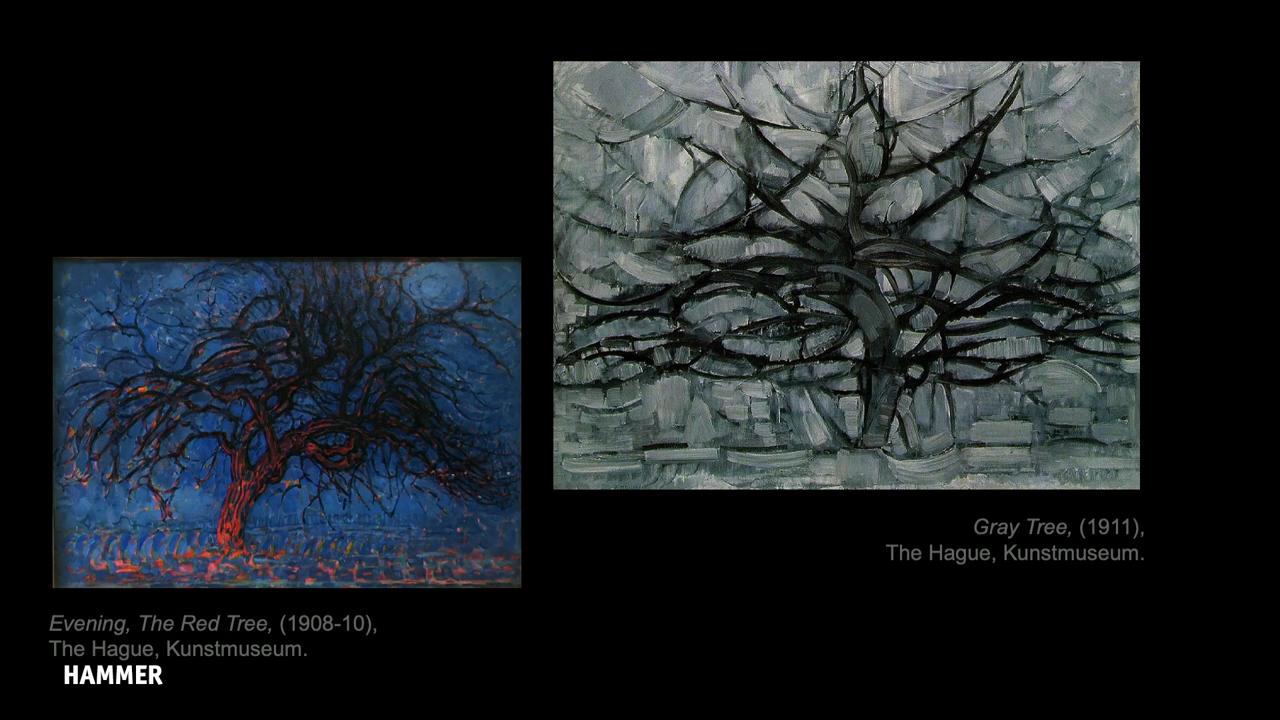 Gray Tree, (1911),
The Hague, Kunstmuseum.
Evening, The Red Tree, (1908-10),
The Hague, Kunstmuseum.
HAMMER